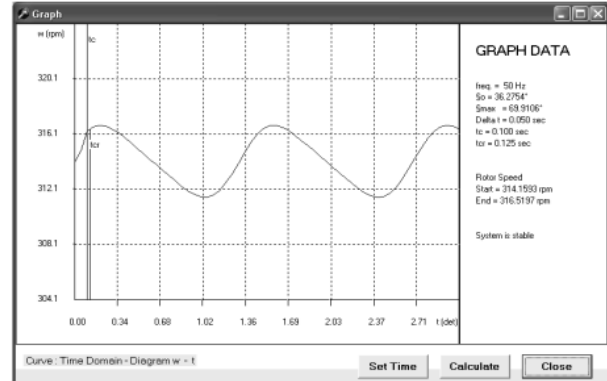 Graph
w (rpm)
tc
320.1
316.1
tcr
312.1
308.1
304.1
0.00 0.34 0.68 1.02 1.36 1.69 2.03 2.37 2.71 t (det)
GRAPH DATA
freq. = 50 Hz
§o = 36.2754°
§max = 69.9106°
Delta t = 0.050 sec
tc = 0.100 sec
tcr = 0.125 sec
Rotor Speed
Start = 314.1593 rpm
End = 316.5197 rpm
System is stable
Curve : Time Domain - Diagram w - t
Set Time Calculate Close